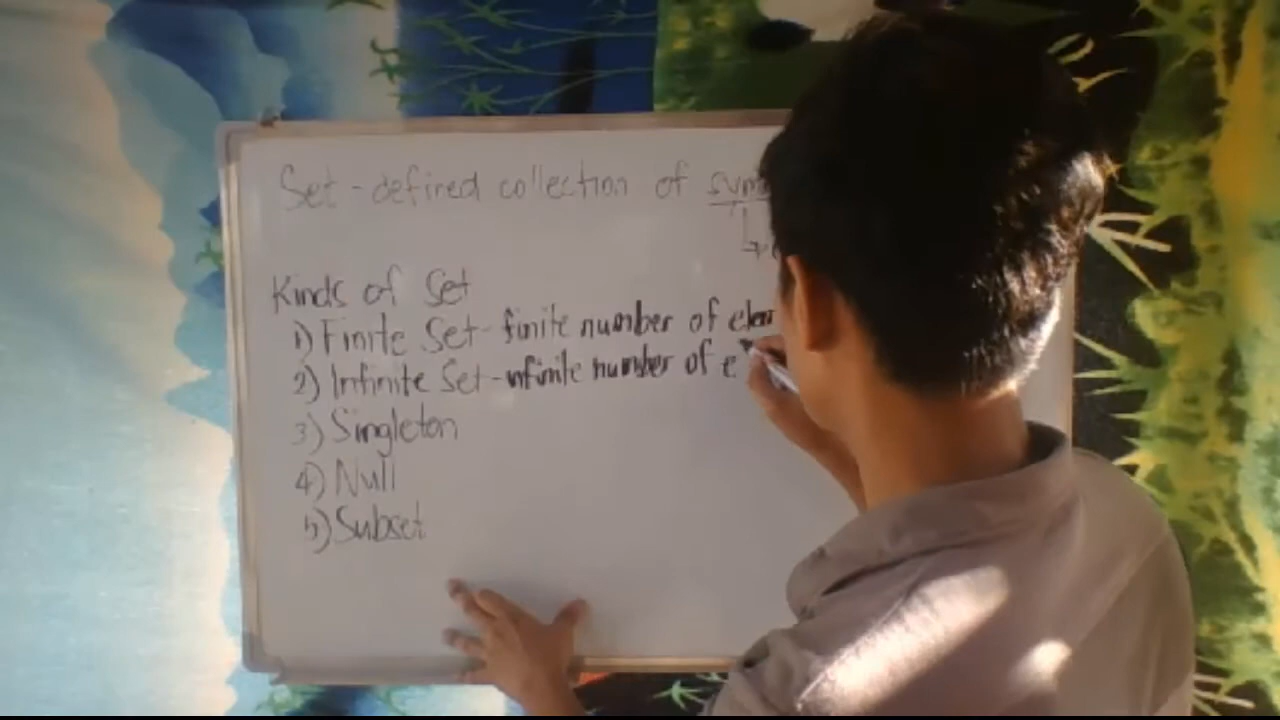 Set - defined collection of
Kinds of Set
1) Finite Set - finite number of
2) Infinite Set - nfinite number of e
3) Singleton
4) Null
5) Subset